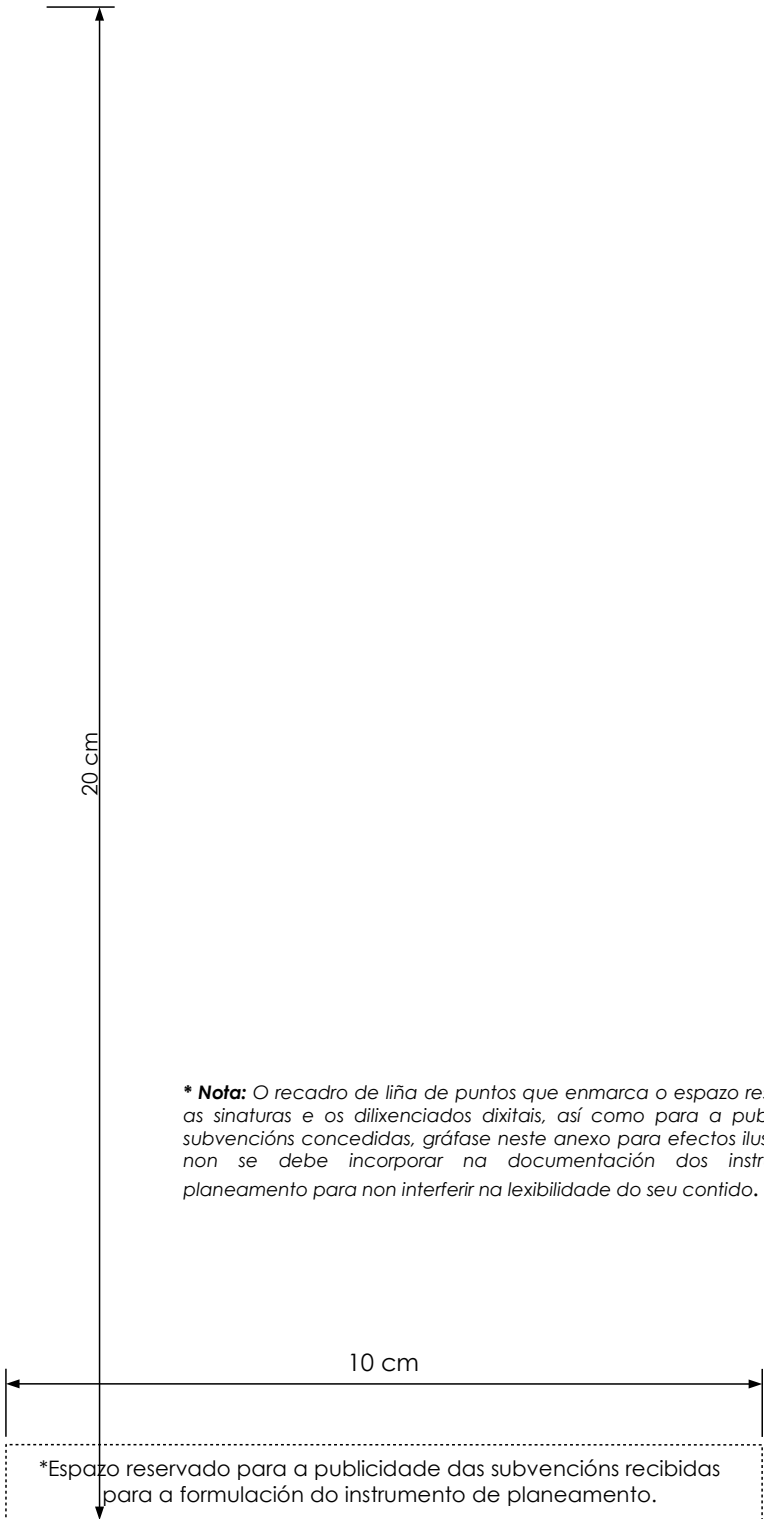 20 cm
* Nota: O recadro de liña de puntos que enmarca o espazo
as sinaturas e os dilixenciados dixitais, así como para a
subvencións concedidas, gráfase neste anexo para efectos
non se debe incorporar na documentación dos
planeamento para non interferir na lexibilidade do seu contido.
10 cm
*Espazo reservado para a publicidade das subvencións recibidas
para a formulación do instrumento de planeamento.